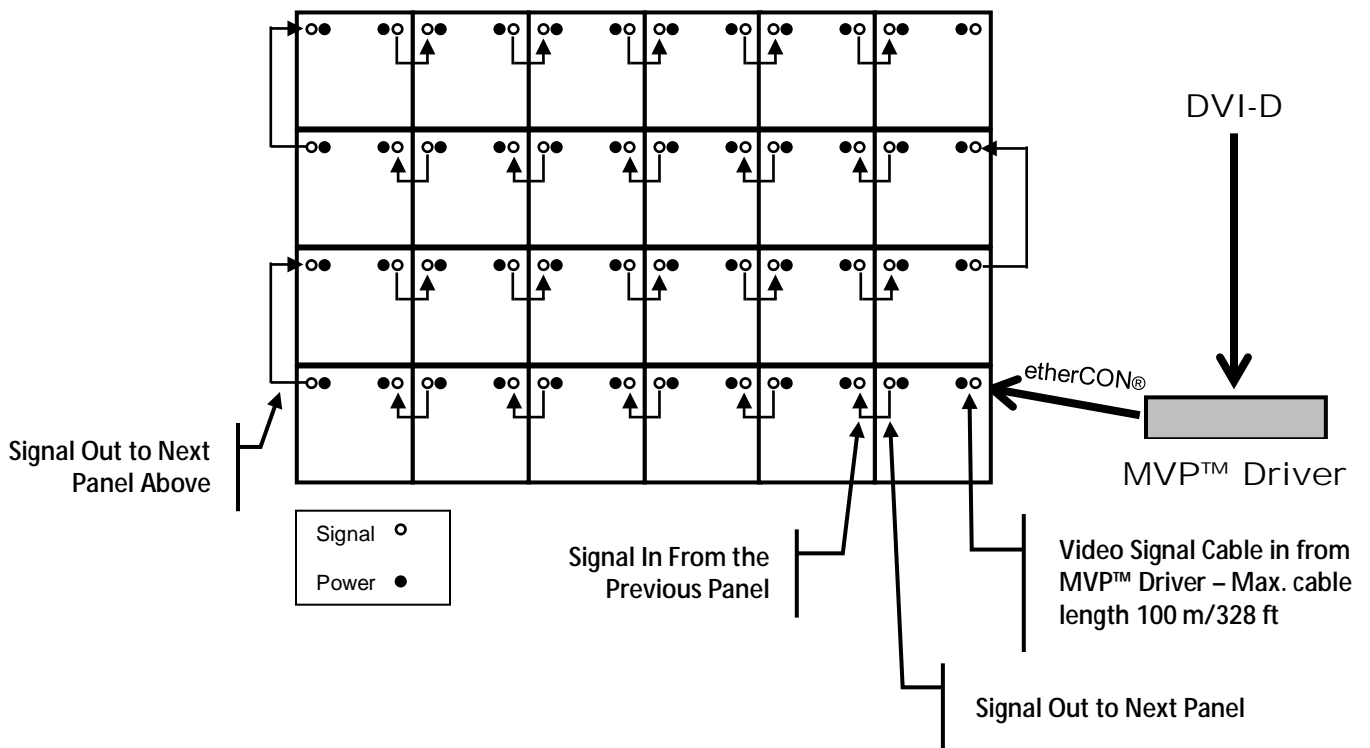 DVI-D
etherCON®
MVP™ Driver
Signal Out to Next
Panel Above
Signal
Power
Signal In From the
Previous Panel
Video Signal Cable in from
MVP™ Driver – Max. cable
length 100 m/328 ft
Signal Out to Next Panel